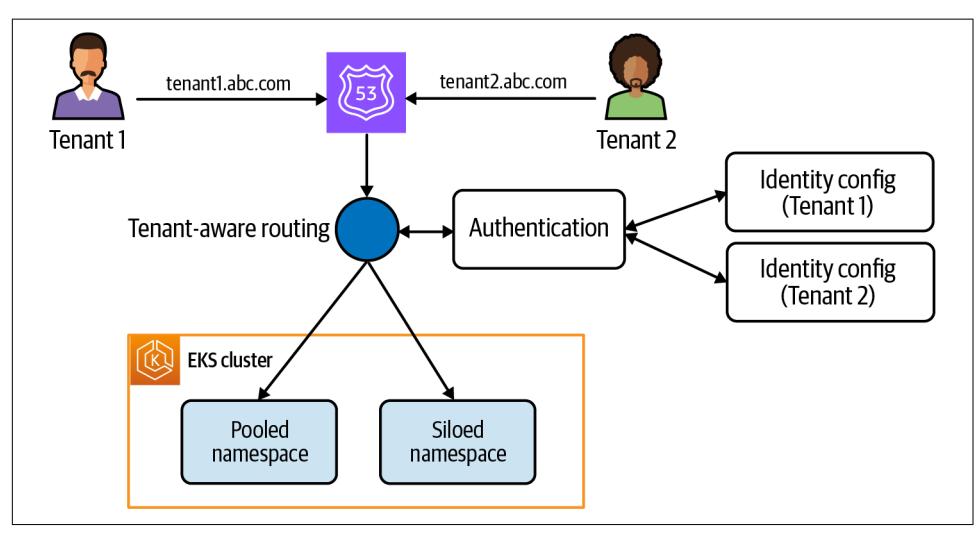 tenant1.abc.com
53
tenant2.abc.com
Tenant 1
Tenant 2
Identity config
(Tenant 1)
Tenant-aware routing
Authentication
Identity config
(Tenant 2)
K
EKS cluster
Pooled
namespace
Siloed
namespace